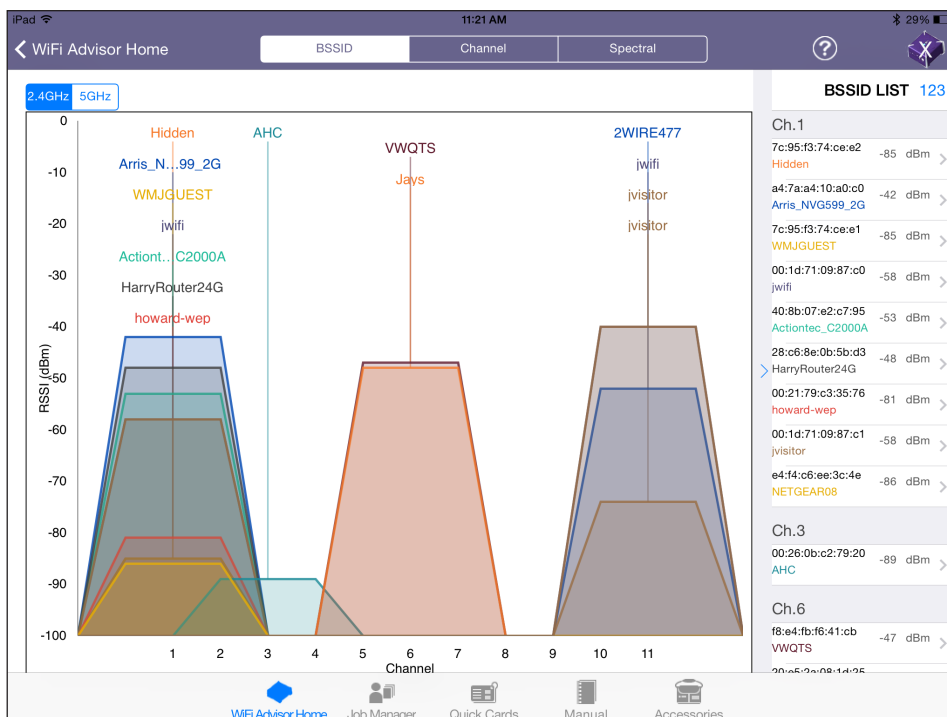 iPad 11:21 AM 29%
WiFi Advisor Home BSSID Channel Spectral ?
X
2.4GHz 5GHz
BSSID LIST 123
0
-10
-20
-30
-40
-50
-60
-70
-80
-90
-100
RSSI (dBm)
Hidden
Arris_N...99_2G
WMJGUEST
jwifi
Actiont...C2000A
HarryRouter24G
howard-wep
AHC
VWQTS
Jays
2WIRE477
jwifi
jvisitor
jvisitor
1 2 3 4 5 6 7 8 9 10 11
Channel
Ch.1
7c:95:f3:74:ce:e2 -85 dBm
Hidden
a4:7a:a4:10:a0:c0 -42 dBm
Arris_NVG599_2G
7c:95:f3:74:ce:e1 -85 dBm
WMJGUEST
00:1d:71:09:87:c0 -58 dBm
jwifi
40:8b:07:e2:c7:95 -53 dBm
Actiontec_C2000A
28:c6:8e:0b:5b:d3 -48 dBm
HarryRouter24G
00:21:79:c3:35:76 -81 dBm
howard-wep
00:1d:71:09:87:c1 -58 dBm
jvisitor
e4:f4:c6:ee:3c:4e -86 dBm
NETGEAR08
Ch.3
00:26:0b:c2:79:20 -89 dBm
AHC
Ch.6
f8:e4:fb:f6:41:cb -47 dBm
VWQTS
WiFi Advisor Home Job Manager Quick Cards Manual Accessories